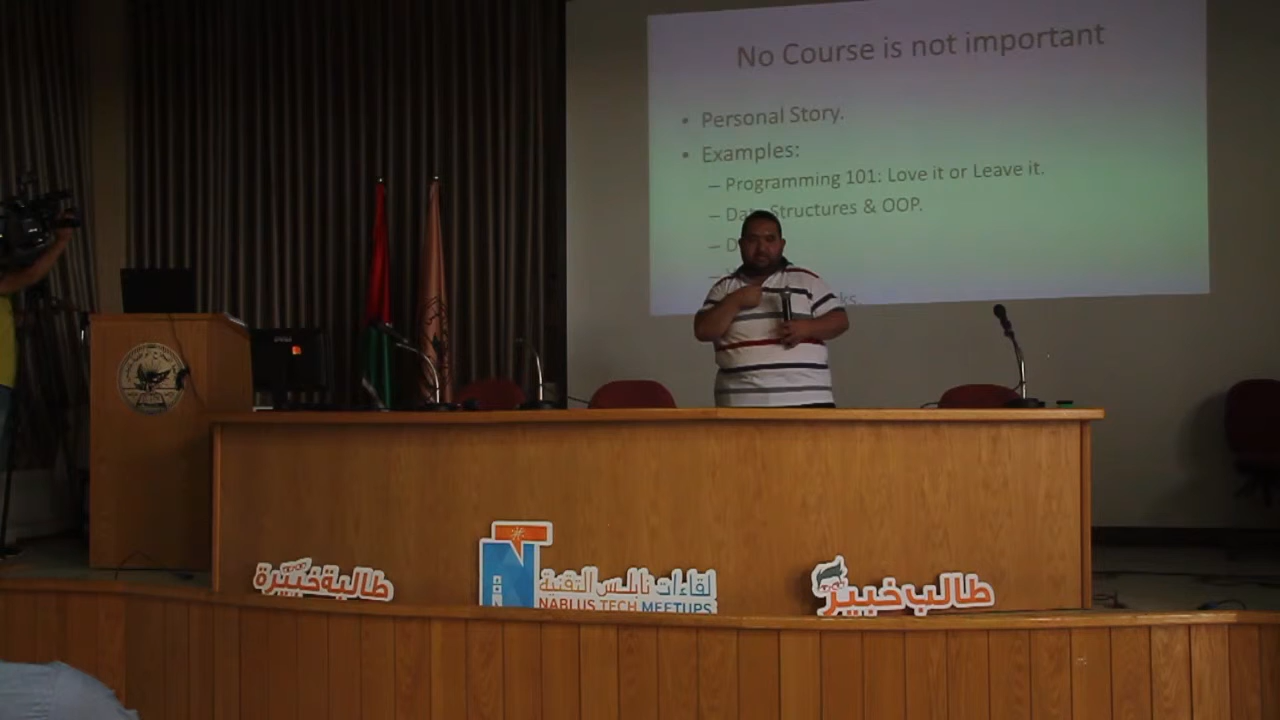 No Course is not important
• Personal Story.
• Examples:
– Programming 101: Love it or Leave it.
– Data Structures & OOP.
طالبة خبيرة
لقاءات نابلس التقنية
NABLUS TECH MEETUPS
طالب خبير